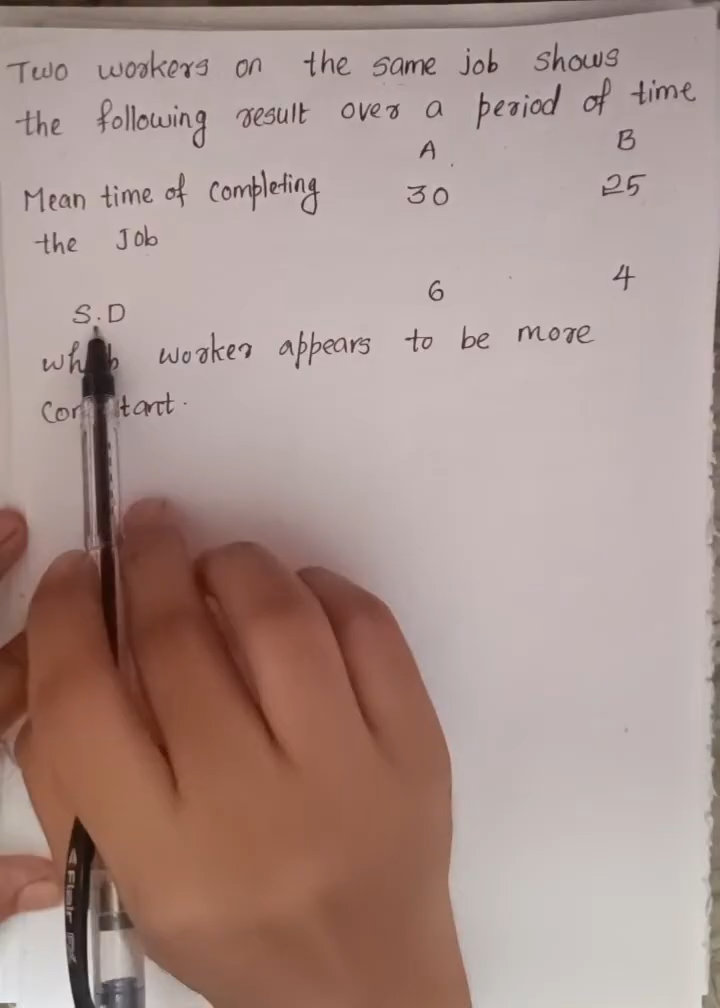 Two workers on the same job shows
the following result over a period of time
A B
Mean time of completing 30 25
the Job
S.D 6 4
worker appears to be more